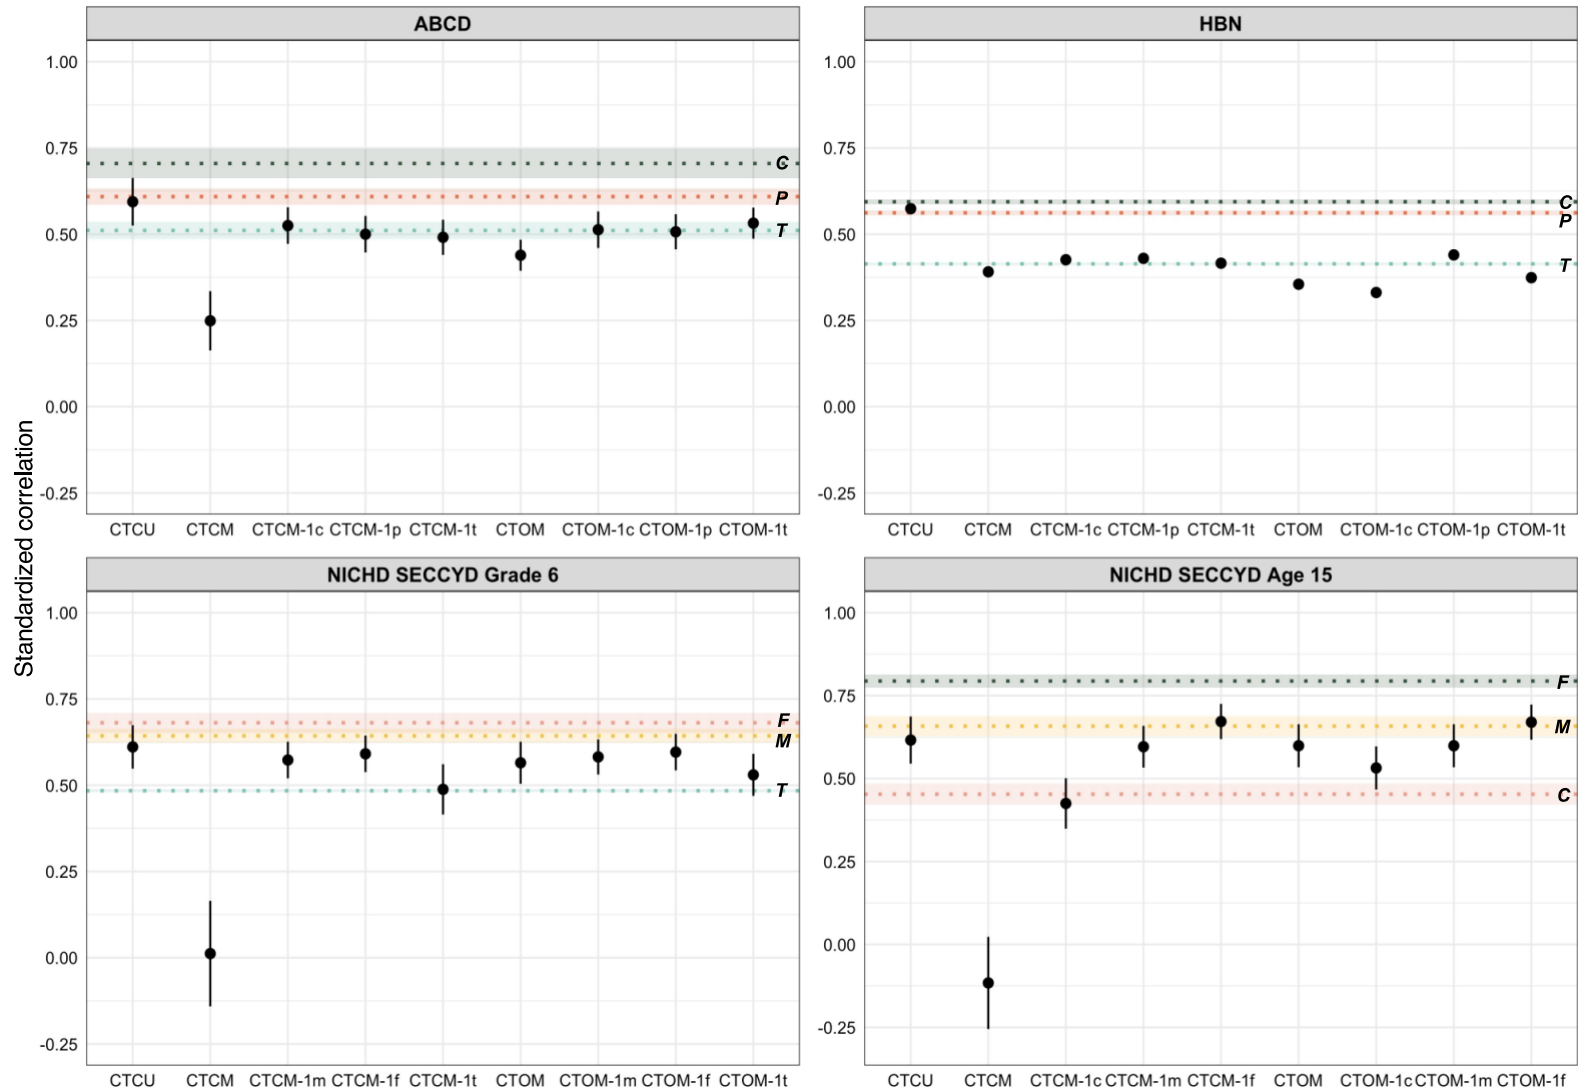 ABCD
HBN
1.00
0.75
0.50
0.25
0.00
-0.25
C
P
T
1.00
0.75
0.50
0.25
0.00
-0.25
C
P
T
CTCU CTCM CTCM-1c CTCM-1p CTCM-1t CTOM CTOM-1c CTOM-1p CTOM-1t
CTCU CTCM CTCM-1c CTCM-1p CTCM-1t CTOM CTOM-1c CTOM-1p CTOM-1t
Standardized correlation
NICHD SECCYD Grade 6
NICHD SECCYD Age 15
1.00
0.75
0.50
0.25
0.00
-0.25
F
M
T
1.00
0.75
0.50
0.25
0.00
-0.25
F
M
C
CTCU CTCM CTCM-1m CTCM-1f CTCM-1t CTOM CTOM-1m CTOM-1f CTOM-1t
CTCU CTCM CTCM-1c CTCM-1m CTCM-1f CTOM CTOM-1c CTOM-1m CTOM-1f